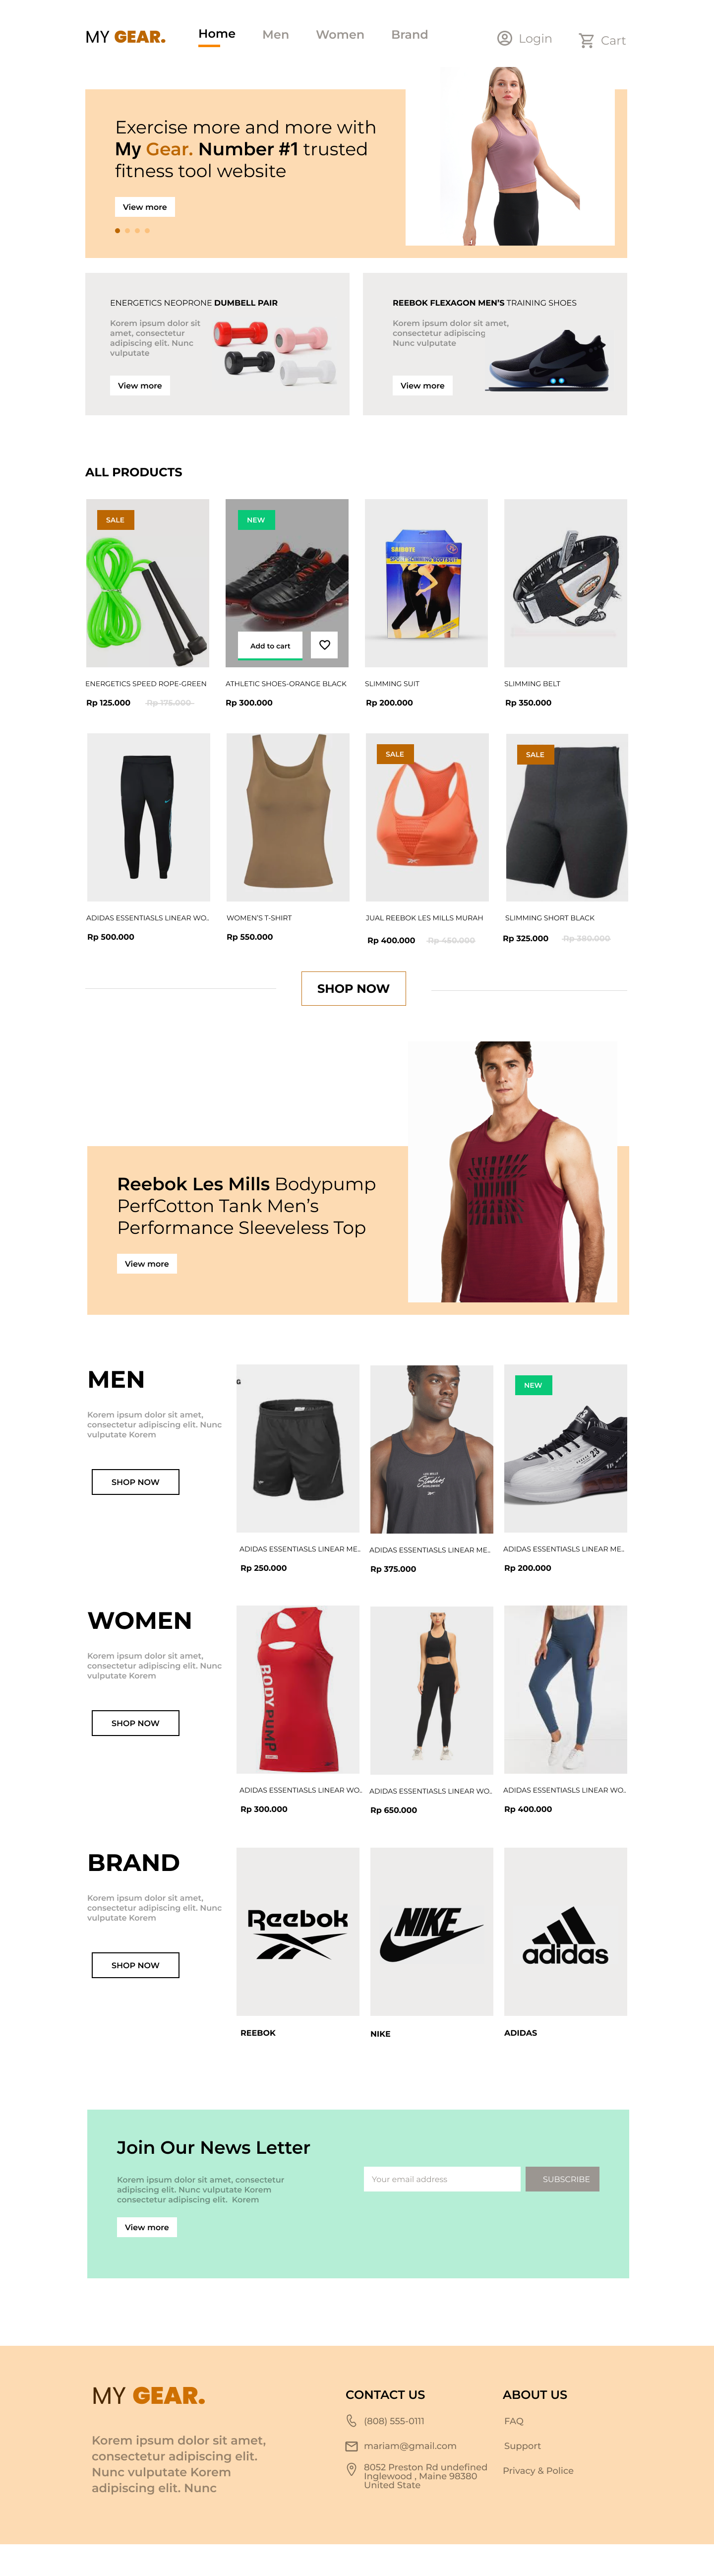 MY GEAR.
Home
Men
Women
Brand
Login
Cart
Exercise more and more with
My Gear. Number #1 trusted
fitness tool website
View more
ENERGETICS NEOPRONE DUMBELL PAIR
Korem ipsum dolor sit
amet, consectetur
adipiscing elit. Nunc
vulputate
View more
REEBOK FLEXAGON MEN’S TRAINING SHOES
Korem ipsum dolor sit amet,
consectetur adipiscing
Nunc vulputate
View more
ALL PRODUCTS
SALE
NEW
Add to cart
ENERGETICS SPEED ROPE-GREEN
ATHLETIC SHOES-ORANGE BLACK
SLIMMING SUIT
SLIMMING BELT
Rp 125.000
Rp 175.000
Rp 300.000
Rp 200.000
Rp 350.000
SALE
SALE
ADIDAS ESSENTIASLS LINEAR WO..
WOMEN’S T-SHIRT
JUAL REEBOK LES MILLS MURAH
SLIMMING SHORT BLACK
Rp 500.000
Rp 550.000
Rp 400.000
Rp 450.000
Rp 325.000
Rp 380.000
SHOP NOW
Reebok Les Mills Bodypump
PerfCotton Tank Men’s
Performance Sleeveless Top
View more
MEN
Korem ipsum dolor sit amet,
consectetur adipiscing elit. Nunc
vulputate Korem
SHOP NOW
G
LES MILLS
Studios
NEW
23
ADIDAS ESSENTIASLS LINEAR ME..
ADIDAS ESSENTIASLS LINEAR ME..
ADIDAS ESSENTIASLS LINEAR ME..
Rp 250.000
Rp 375.000
Rp 200.000
WOMEN
Korem ipsum dolor sit amet,
consectetur adipiscing elit. Nunc
vulputate Korem
SHOP NOW
BODY PUMP
ADIDAS ESSENTIASLS LINEAR WO..
ADIDAS ESSENTIASLS LINEAR WO..
ADIDAS ESSENTIASLS LINEAR WO..
Rp 300.000
Rp 650.000
Rp 400.000
BRAND
Korem ipsum dolor sit amet,
consectetur adipiscing elit. Nunc
vulputate Korem
SHOP NOW
Reebok
NIKE
adidas
REEBOK
NIKE
ADIDAS
Join Our News Letter
Korem ipsum dolor sit amet, consectetur
adipiscing elit. Nunc vulputate Korem
consectetur adipiscing elit. Korem
View more
Your email address
SUBSCRIBE
MY GEAR.
Korem ipsum dolor sit amet,
consectetur adipiscing elit.
Nunc vulputate Korem
adipiscing elit. Nunc
CONTACT US
(808) 555-0111
mariam@gmail.com
8052 Preston Rd undefined
Inglewood , Maine 98380
United State
ABOUT US
FAQ
Support
Privacy & Police